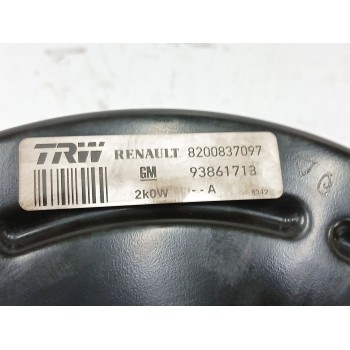 TRW RENAULT 8200837097
GM 93861713
2k0W -- A